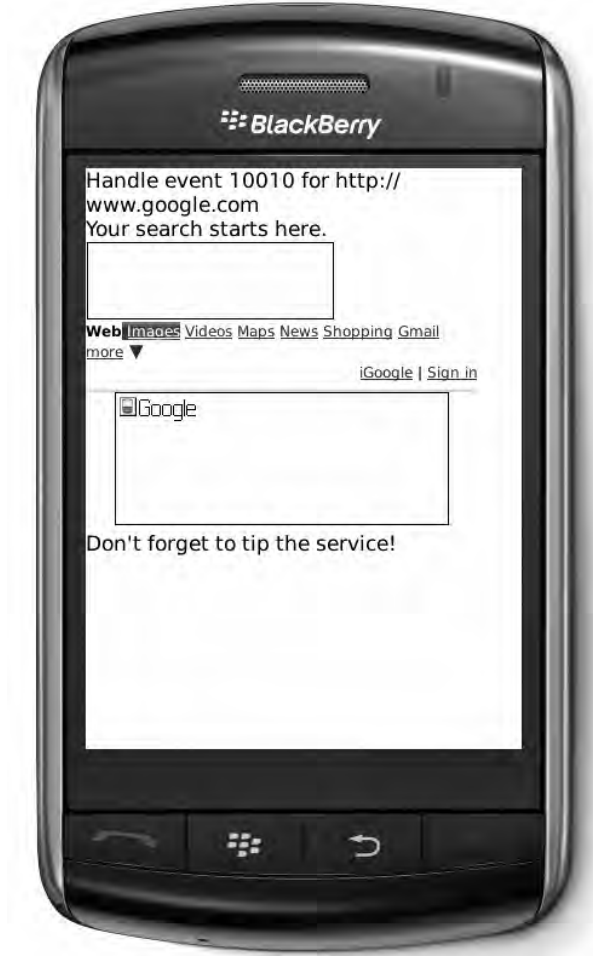 BlackBerry
Handle event 10010 for http://
www.google.com
Your search starts here.
Web Images Videos Maps News Shopping Gmail
more ▼
iGoogle | Sign in
Google
Don't forget to tip the service!